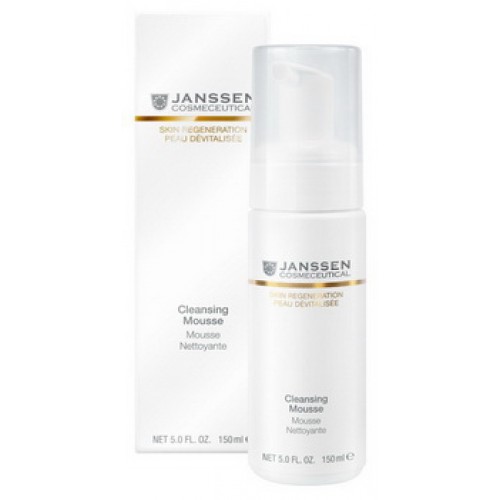 JANSSEN
COSMECEUTICAL
SKIN REGENERATION
PEAU DÉVITALISÉE
Cleansing
Mousse
Mousse
Nettoyante
NET 5.0 FL. OZ. 150 ml ℮
JANSSEN
COSMECEUTICAL
SKIN REGENERATION
PEAU DÉVITALISÉE
Cleansing
Mousse
Mousse
Nettoyante
NET 5.0 FL. OZ. 150 ml ℮